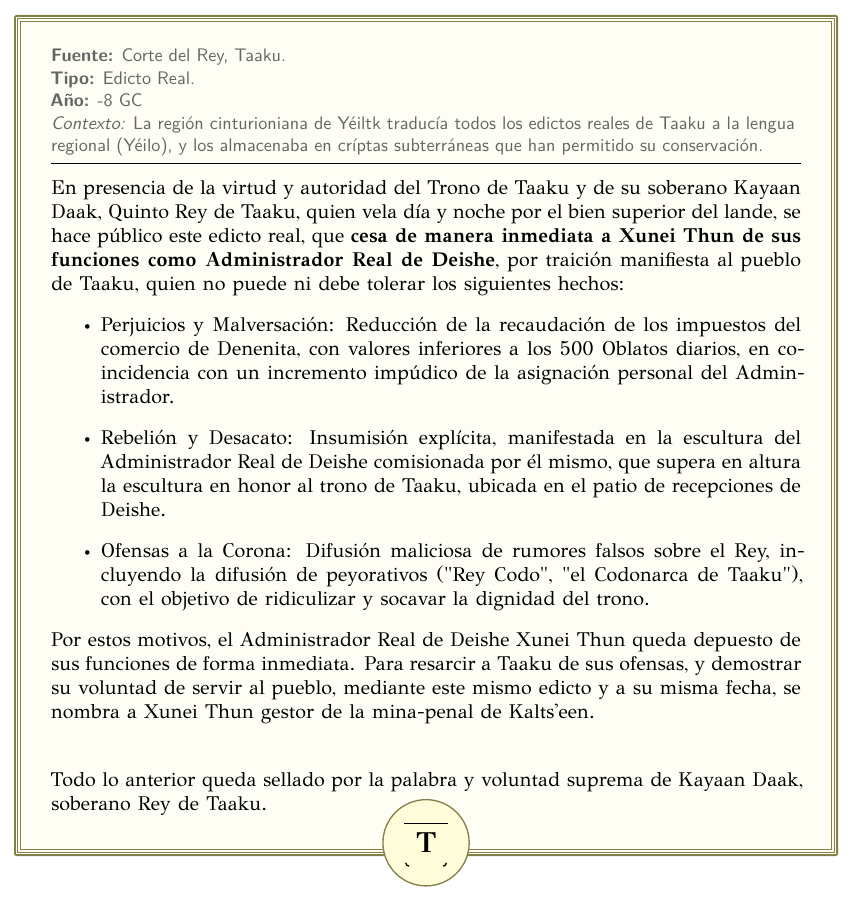 Fuente: Corte del Rey, Taaku.
Tipo: Edicto Real.
Año: -8 GC
Contexto: La región cinturioniana de Yéiltk traducía todos los edictos reales de Taaku a la lengua
regional (Yéilo), y los almacenaba en críptas subterráneas que han permitido su conservación.
En presencia de la virtud y autoridad del Trono de Taaku y de su soberano Kayaan
Daak, Quinto Rey de Taaku, quien vela día y noche por el bien superior del lande, se
hace público este edicto real, que cesa de manera inmediata a Xunei Thun de sus
funciones como Administrador Real de Deishe, por traición manifiesta al pueblo
de Taaku, quien no puede ni debe tolerar los siguientes hechos:
• Perjuicios y Malversación: Reducción de la recaudación de los impuestos del
comercio de Denenita, con valores inferiores a los 500 Oblatos diarios, en co-
incidencia con un incremento impúdico de la asignación personal del Admin-
istrador.
• Rebelión y Desacato: Insumisión explícita, manifestada en la escultura del
Administrador Real de Deishe comisionada por él mismo, que supera en altura
la escultura en honor al trono de Taaku, ubicada en el patio de recepciones de
Deishe.
• Ofensas a la Corona: Difusión maliciosa de rumores falsos sobre el Rey, in-
cluyendo la difusión de peyorativos ("Rey Codo", "el Codonarca de Taaku"),
con el objetivo de ridiculizar y socavar la dignidad del trono.
Por estos motivos, el Administrador Real de Deishe Xunei Thun queda depuesto de
sus funciones de forma inmediata. Para resarcir a Taaku de sus ofensas, y demostrar
su voluntad de servir al pueblo, mediante este mismo edicto y a su misma fecha, se
nombra a Xunei Thun gestor de la mina-penal de Kalts'een.
Todo lo anterior queda sellado por la palabra y voluntad suprema de Kayaan Daak,
soberano Rey de Taaku.
T